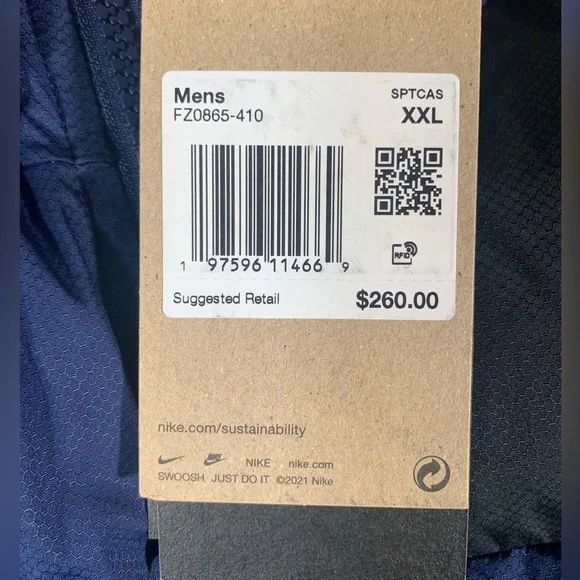 Mens
SPTCAS
FZ0865-410
XXL
RFID
1 97596 11466 9
Suggested Retail
$260.00
nike.com/sustainability
NIKE
NIKE nike.com
SWOOSH. JUST DO IT ©2021 Nike